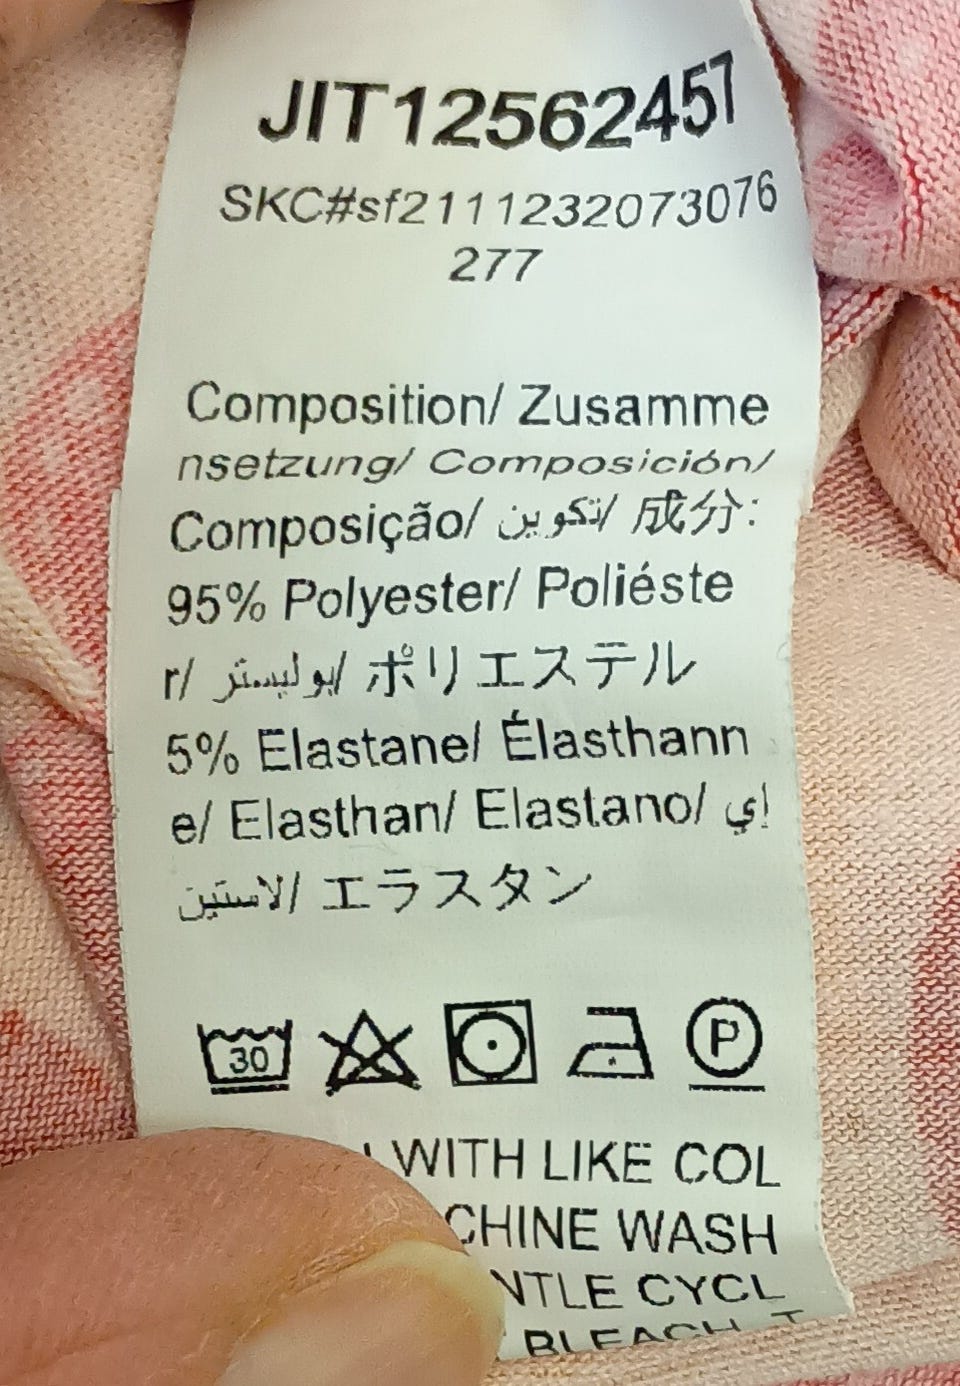 JIT12562457
SKC#sf2111232073076
277
Composition/ Zusamme
nsetzung/ Composición/
Composição/ تكوين/ 成分:
95% Polyester/ Poliéste
r/ بوليستر/ ポリエステル
5% Elastane/ Élasthann
e/ Elasthan/ Elastano/ إي
لاستين/ エラスタン
30
P
WITH LIKE COL
CHINE WASH
NTLE CYCL
BLEACH